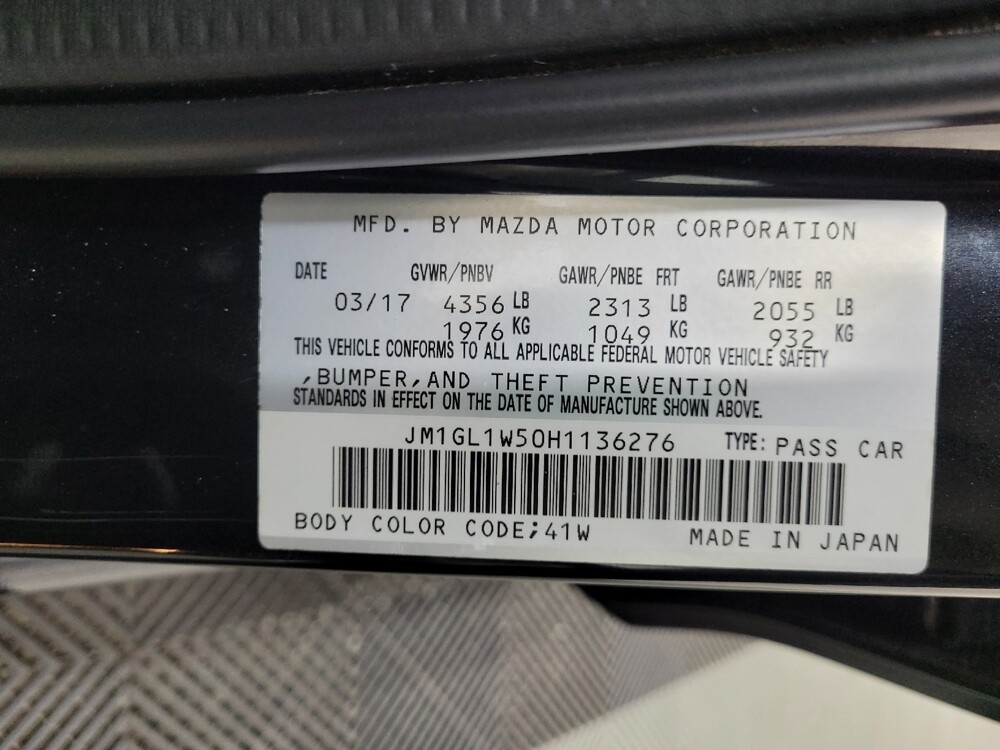 MFD. BY MAZDA MOTOR CORPORATION
DATE GVWR/PNBV GAWR/PNBE FRT GAWR/PNBE RR
03/17 4356 LB 2313 LB 2055 LB
1976 KG 1049 KG 932 KG
THIS VEHICLE CONFORMS TO ALL APPLICABLE FEDERAL MOTOR VEHICLE SAFETY
,BUMPER,AND THEFT PREVENTION
STANDARDS IN EFFECT ON THE DATE OF MANUFACTURE SHOWN ABOVE.
JM1GL1W50H1136276 TYPE: PASS CAR
BODY COLOR CODE;41W MADE IN JAPAN